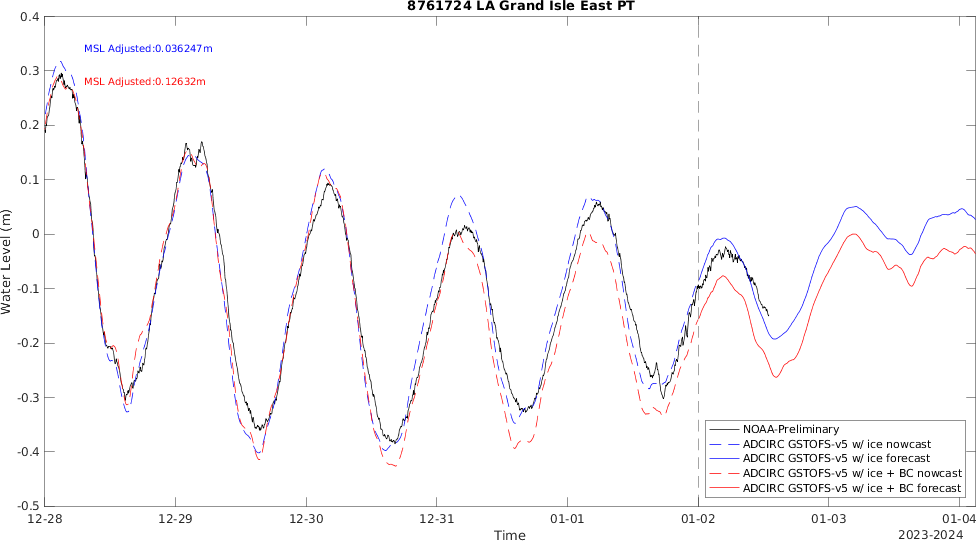 8761724 LA Grand Isle East PT
MSL Adjusted:0.036247m
MSL Adjusted:0.12632m
Water Level (m)
0.4
0.3
0.2
0.1
0
-0.1
-0.2
-0.3
-0.4
-0.5
NOAA-Preliminary
ADCIRC GSTOFS-v5 w/ ice nowcast
ADCIRC GSTOFS-v5 w/ ice forecast
ADCIRC GSTOFS-v5 w/ ice + BC nowcast
ADCIRC GSTOFS-v5 w/ ice + BC forecast
12-28 12-29 12-30 12-31 01-01 01-02 01-03 01-04
Time
2023-2024